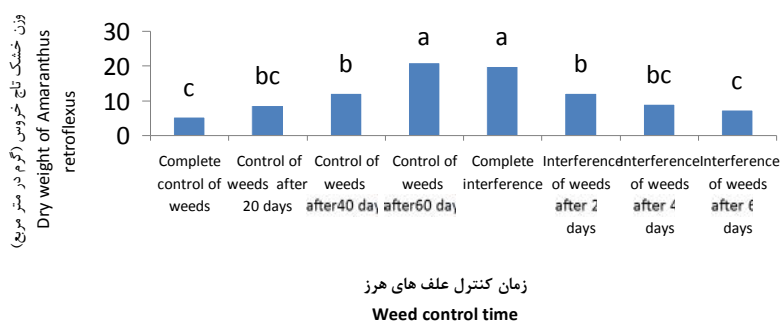 وزن خشک تاج خروس (گرم در متر مربع)
Dry weight of Amaranthus
retroflexus
30
20
10
0
c
bc
b
a
a
b
bc
c
Complete
control of
weeds
Control of
weeds after
20 days
Control of
weeds
after40 day
Control of
weeds
after60 day
Complete
interference
Interference
of weeds
after 2
days
Interference
of weeds
after 4
days
Interference
of weeds
after 6
days
زمان کنترل علف های هرز
Weed control time